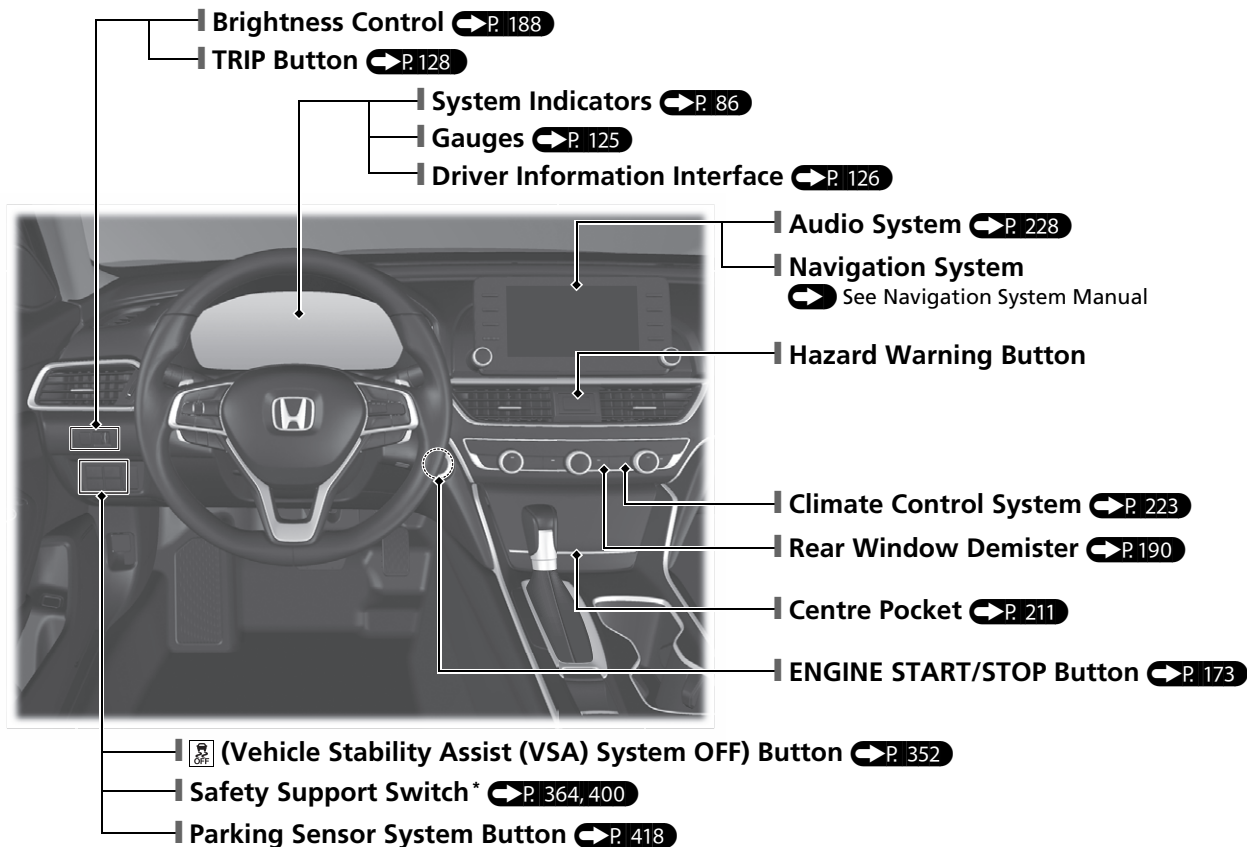 Brightness Control P. 188
TRIP Button P. 128
System Indicators P. 86
Gauges P. 125
Driver Information Interface P. 126
Audio System P. 228
Navigation System
See Navigation System Manual
Hazard Warning Button
Climate Control System P. 223
Rear Window Demister P. 190
Centre Pocket P. 211
ENGINE START/STOP Button P. 173
OFF (Vehicle Stability Assist (VSA) System OFF) Button P. 352
Safety Support Switch* P. 364, 400
Parking Sensor System Button P. 418